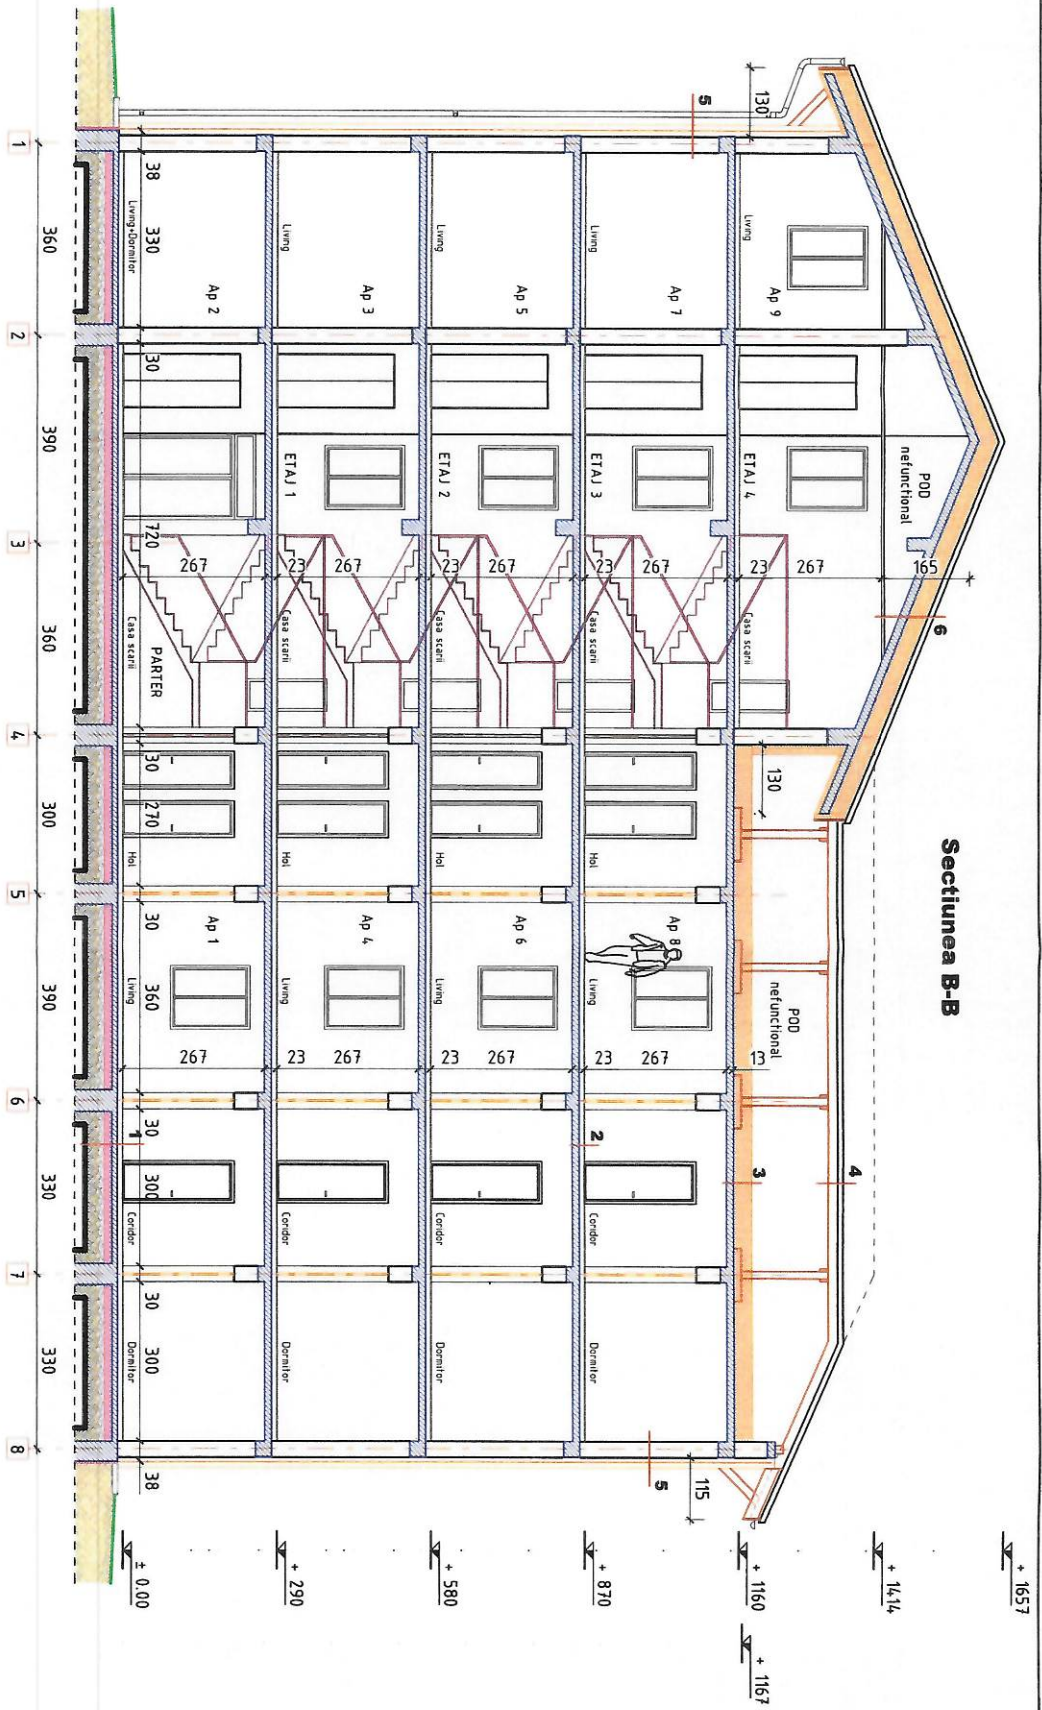 Sectiunea B-B
+ 1657
+ 1414
+ 1167
+ 1160
+ 870
+ 580
+ 290
± 0.00
6
4
3
2
1
5
5
130
130
115
POD
nefunctional
POD
nefunctional
165
13
Living
Ap 9
ETAJ 4
23
267
Casa scarii
Living
Ap 7
ETAJ 3
23
267
Casa scarii
Hol
Ap 8
Living
23
267
Coridor
Dormitor
Living
Ap 5
ETAJ 2
23
267
Casa scarii
Hol
Ap 6
Living
23
267
Coridor
Dormitor
Living
Ap 3
ETAJ 1
23
267
Casa scarii
Hol
Ap 4
Living
23
267
Coridor
Dormitor
Living+Dormitor
Ap 2
267
Casa scarii
PARTER
Hol
Ap 1
Living
267
Coridor
Dormitor
38 330 30 720 30 270 30 360 30 300 30 300 38
360 390 360 300 390 330 330
1 2 3 4 5 6 7 8